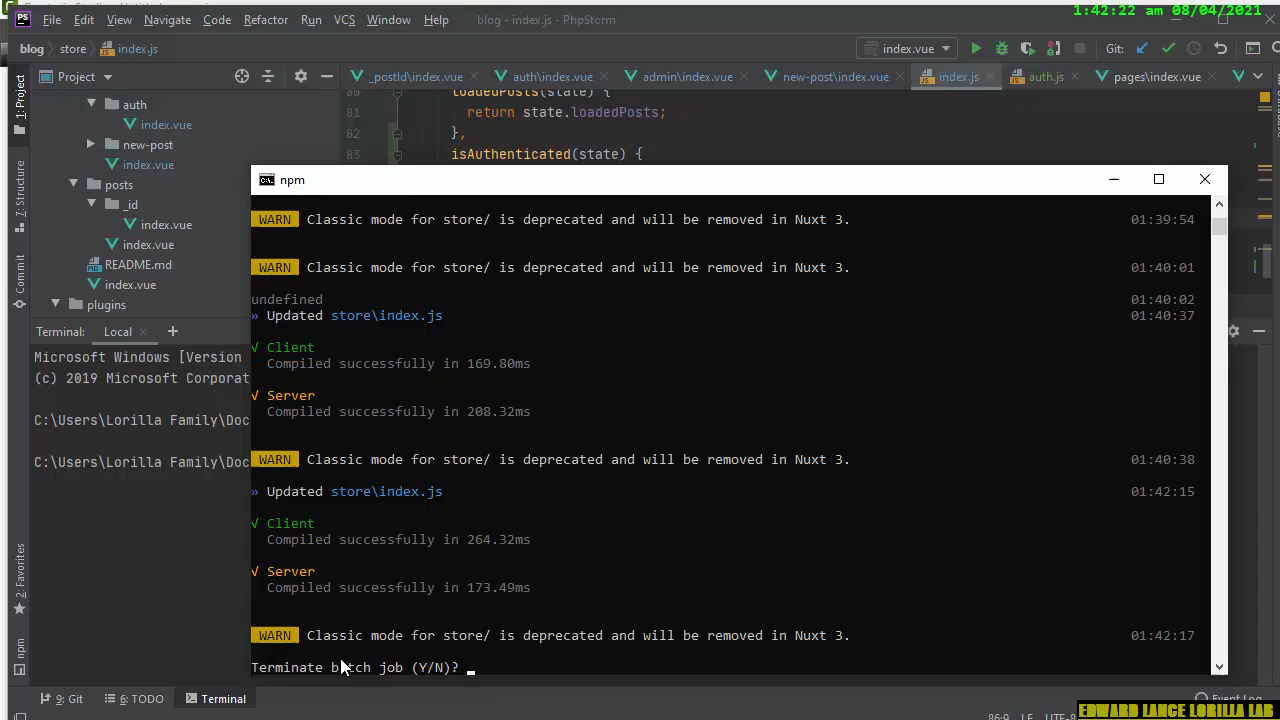 1:42:22 am 08/04/2021
PS File Edit View Navigate Code Refactor Run VCS Window Help blog - index.js - PhpStorm
blog store index.js index.vue Git:
Project _postId\index.vue auth\index.vue admin\index.vue new-post\index.vue index.js auth.js pages\index.vue
1: Project
7: Structure
Commit
2: Favorites
npm
auth
index.vue
new-post
index.vue
posts
_id
index.vue
index.vue
README.md
index.vue
plugins
80 loadedPosts(state) {
81 return state.loadedPosts;
82 },
83 isAuthenticated(state) {
Terminal: Local +
Microsoft Windows [Version
(c) 2019 Microsoft Corporat
C:\Users\Lorilla Family\Doc
C:\Users\Lorilla Family\Doc
npm
WARN Classic mode for store/ is deprecated and will be removed in Nuxt 3. 01:39:54
WARN Classic mode for store/ is deprecated and will be removed in Nuxt 3. 01:40:01
undefined 01:40:02
» Updated store\index.js 01:40:37
√ Client
Compiled successfully in 169.80ms
√ Server
Compiled successfully in 208.32ms
WARN Classic mode for store/ is deprecated and will be removed in Nuxt 3. 01:40:38
» Updated store\index.js 01:42:15
√ Client
Compiled successfully in 264.32ms
√ Server
Compiled successfully in 173.49ms
WARN Classic mode for store/ is deprecated and will be removed in Nuxt 3. 01:42:17
Terminate batch job (Y/N)?
9: Git 6: TODO Terminal Event Log
86:9 LF UTF-8
EDWARD LANCE LORILLA LAB